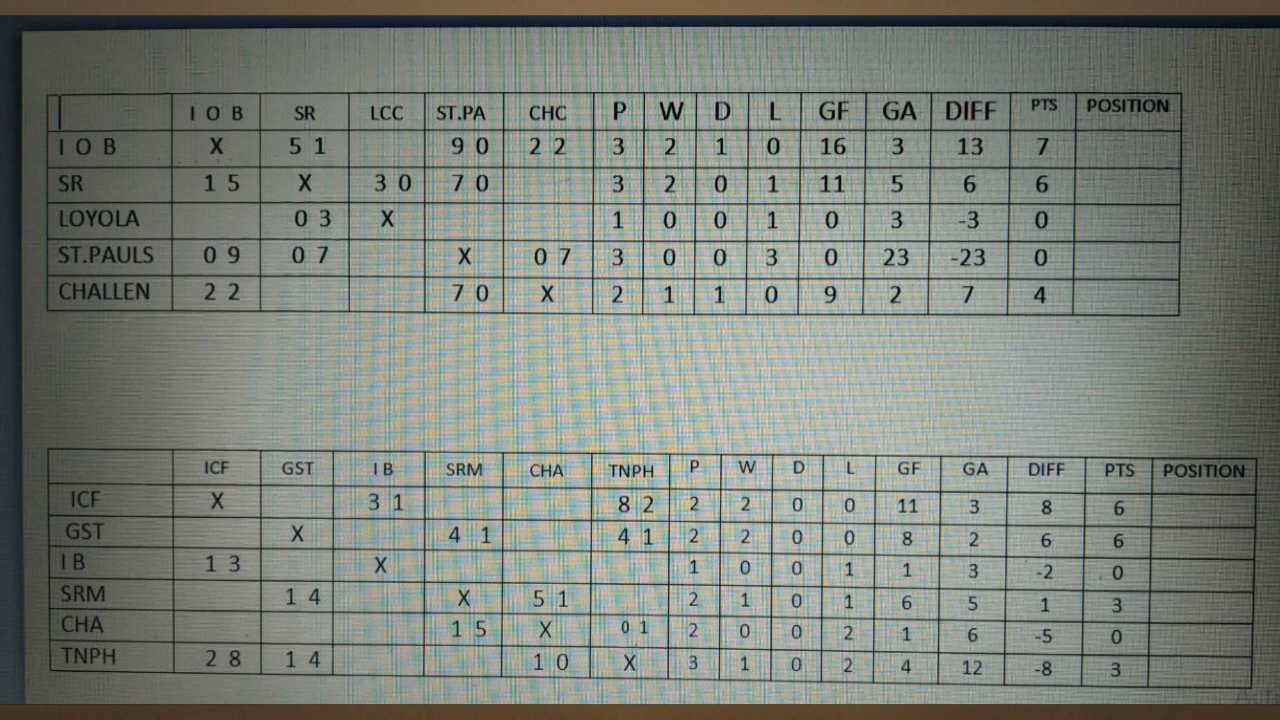 I O B SR LCC ST.PA CHC P W D L GF GA DIFF PTS POSITION
I O B X 5 1 9 0 2 2 3 2 1 0 16 3 13 7
SR 1 5 X 3 0 7 0 3 2 0 1 11 5 6 6
LOYOLA 0 3 X 1 0 0 1 0 3 -3 0
ST.PAULS 0 9 0 7 X 0 7 3 0 0 3 0 23 -23 0
CHALLEN 2 2 7 0 X 2 1 1 0 9 2 7 4
ICF GST I B SRM CHA TNPH P W D L GF GA DIFF PTS POSITION
ICF X 3 1 8 2 2 2 0 0 11 3 8 6
GST X 4 1 4 1 2 2 0 0 8 2 6 6
I B 1 3 X 1 0 0 1 1 3 -2 0
SRM 1 4 X 5 1 2 1 0 1 6 5 1 3
CHA 1 5 X 0 1 2 0 0 2 1 6 -5 0
TNPH 2 8 1 4 1 0 X 3 1 0 2 4 12 -8 3